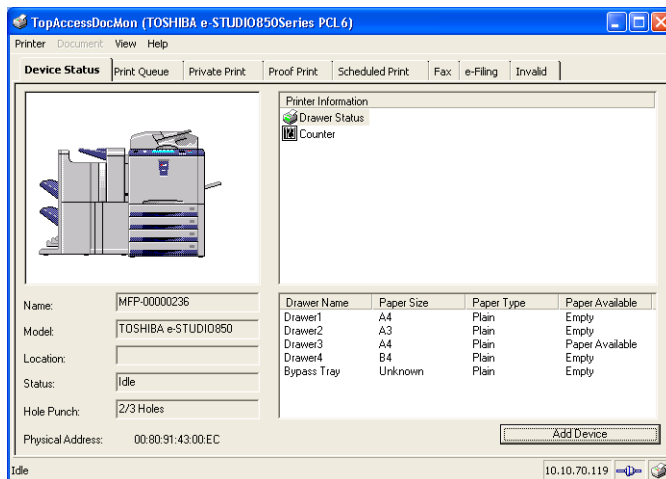 TopAccessDocMon (TOSHIBA e-STUDIO850Series PCL6)
Printer Document View Help
Device Status Print Queue Private Print Proof Print Scheduled Print Fax e-Filing Invalid
Printer Information
Drawer Status
Counter
Name: MFP-00000236
Model: TOSHIBA e-STUDIO850
Location:
Status: Idle
Hole Punch: 2/3 Holes
Physical Address: 00:80:91:43:00:EC
Drawer Name Paper Size Paper Type Paper Available
Drawer1 A4 Plain Empty
Drawer2 A3 Plain Empty
Drawer3 A4 Plain Paper Available
Drawer4 B4 Plain Empty
Bypass Tray Unknown Plain Empty
Add Device
Idle 10.10.70.119